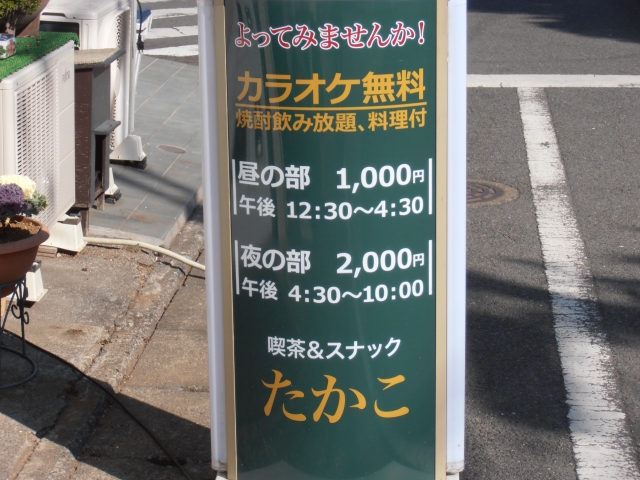 よってみませんか!
カラオケ無料
焼酎飲み放題、料理付
昼の部 1,000円
午後 12:30～4:30
夜の部 2,000円
午後 4:30～10:00
喫茶&スナック
たかこ